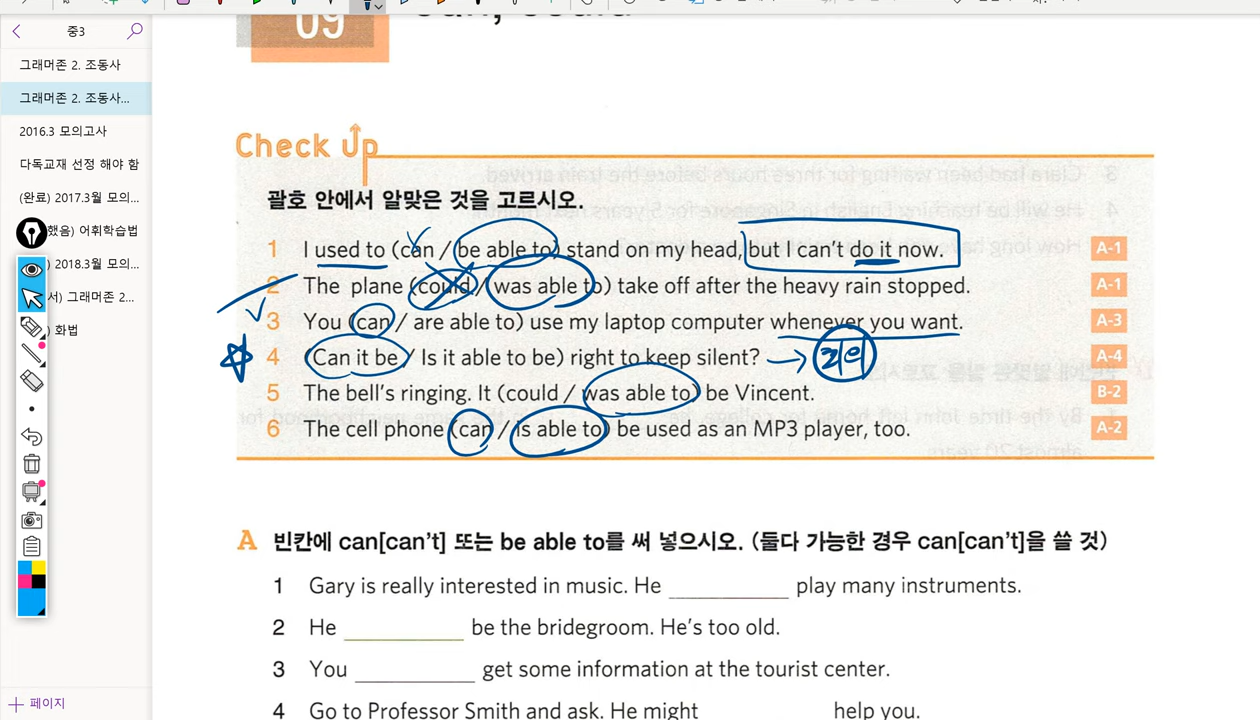 중3
그래머존 2. 조동사
그래머존 2. 조동사...
2016.3 모의고사
다독교재 선정 해야 함
(완료) 2017.3월 모의...
했음) 어휘학습법
) 2018.3월 모의...
서) 그래머존 2...
) 화법
페이지
09
Check Up
괄호 안에서 알맞은 것을 고르시오.
1 I used to (can / be able to) stand on my head, but I can't do it now. A-1
2 The plane (could / was able to) take off after the heavy rain stopped. A-1
3 You (can / are able to) use my laptop computer whenever you want. A-3
4 (Can it be / Is it able to be) right to keep silent? → A-4
5 The bell's ringing. It (could / was able to) be Vincent. B-2
6 The cell phone (can / is able to) be used as an MP3 player, too. A-2
A 빈칸에 can[can't] 또는 be able to를 써 넣으시오. (둘다 가능한 경우 can[can't]을 쓸 것)
1 Gary is really interested in music. He __________ play many instruments.
2 He __________ be the bridegroom. He's too old.
3 You __________ get some information at the tourist center.
4 Go to Professor Smith and ask. He might help you.